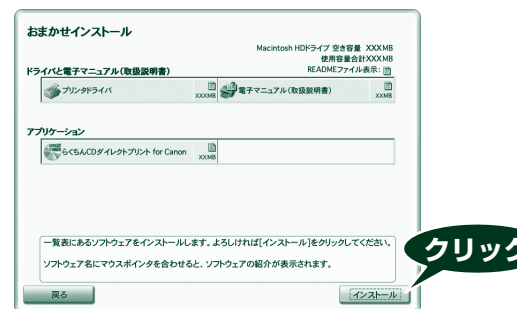 おまかせインストール
Macintosh HDドライブ 空き容量 XXXMB
使用容量合計XXXMB
ドライバと電子マニュアル(取扱説明書) READMEファイル表示:
プリンタドライバ XXXMB 電子マニュアル(取扱説明書) XXMB
アプリケーション
らくちんCDダイレクトプリント for Canon XXMB
一覧表にあるソフトウェアをインストールします。よろしければ[インストール]をクリックしてください。
ソフトウェア名にマウスポインタを合わせると、ソフトウェアの紹介が表示されます。
戻る インストール
クリック